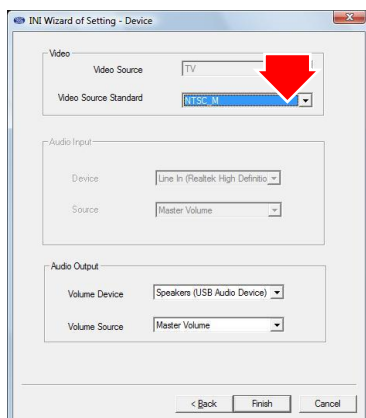 INI Wizard of Setting - Device
Video
Video Source TV
Video Source Standard NTSC_M
Audio Input
Device Line In (Realtek High Definitio
Source Master Volume
Audio Output
Volume Device Speakers (USB Audio Device)
Volume Source Master Volume
< Back Finish Cancel